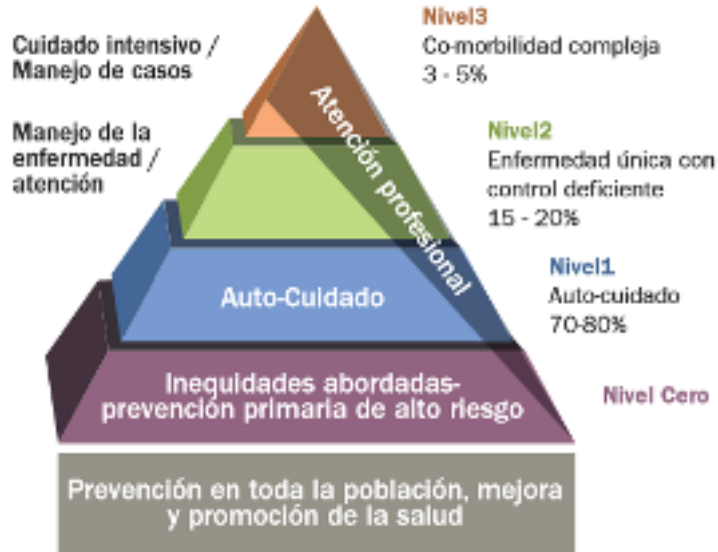 Cuidado intensivo /
Manejo de casos
Nivel3
Co-morbilidad compleja
3 - 5%
Manejo de la
enfermedad /
atención
Nivel2
Enfermedad única con
control deficiente
15 - 20%
Atención profesional
Nivel1
Auto-cuidado
70-80%
Auto-Cuidado
Inequidades abordadas-
prevención primaria de alto riesgo
Nivel Cero
Prevención en toda la población, mejora
y promoción de la salud